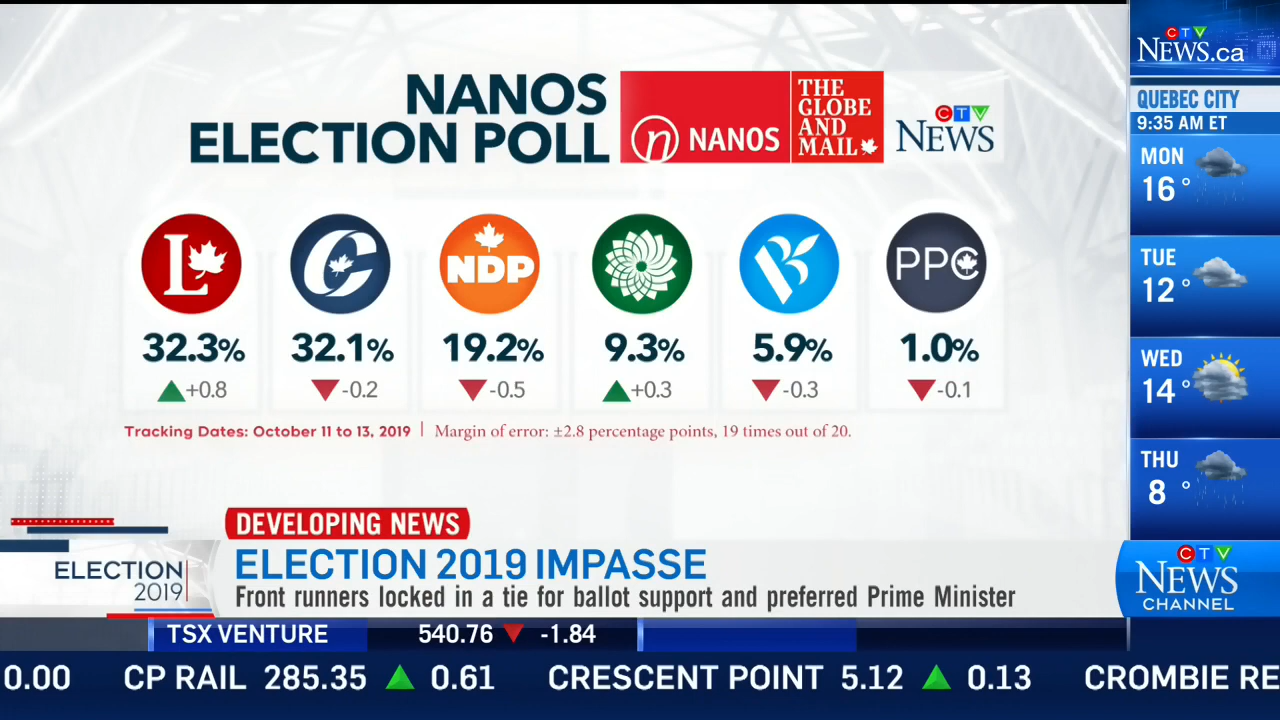 NANOS
ELECTION POLL
NANOS
THE
GLOBE
AND
MAIL
CTV
NEWS
L
C
NDP
PPC
32.3%
32.1%
19.2%
9.3%
5.9%
1.0%
+0.8
-0.2
-0.5
+0.3
-0.3
-0.1
Tracking Dates: October 11 to 13, 2019 | Margin of error: ±2.8 percentage points, 19 times out of 20.
DEVELOPING NEWS
ELECTION 2019 IMPASSE
Front runners locked in a tie for ballot support and preferred Prime Minister
ELECTION
2019
CTV
NEWS.ca
QUEBEC CITY
9:35 AM ET
MON
16°
TUE
12°
WED
14°
THU
8°
CTV
NEWS
CHANNEL
TSX VENTURE 540.76 -1.84
0.00 CP RAIL 285.35 0.61 CRESCENT POINT 5.12 0.13 CROMBIE RE